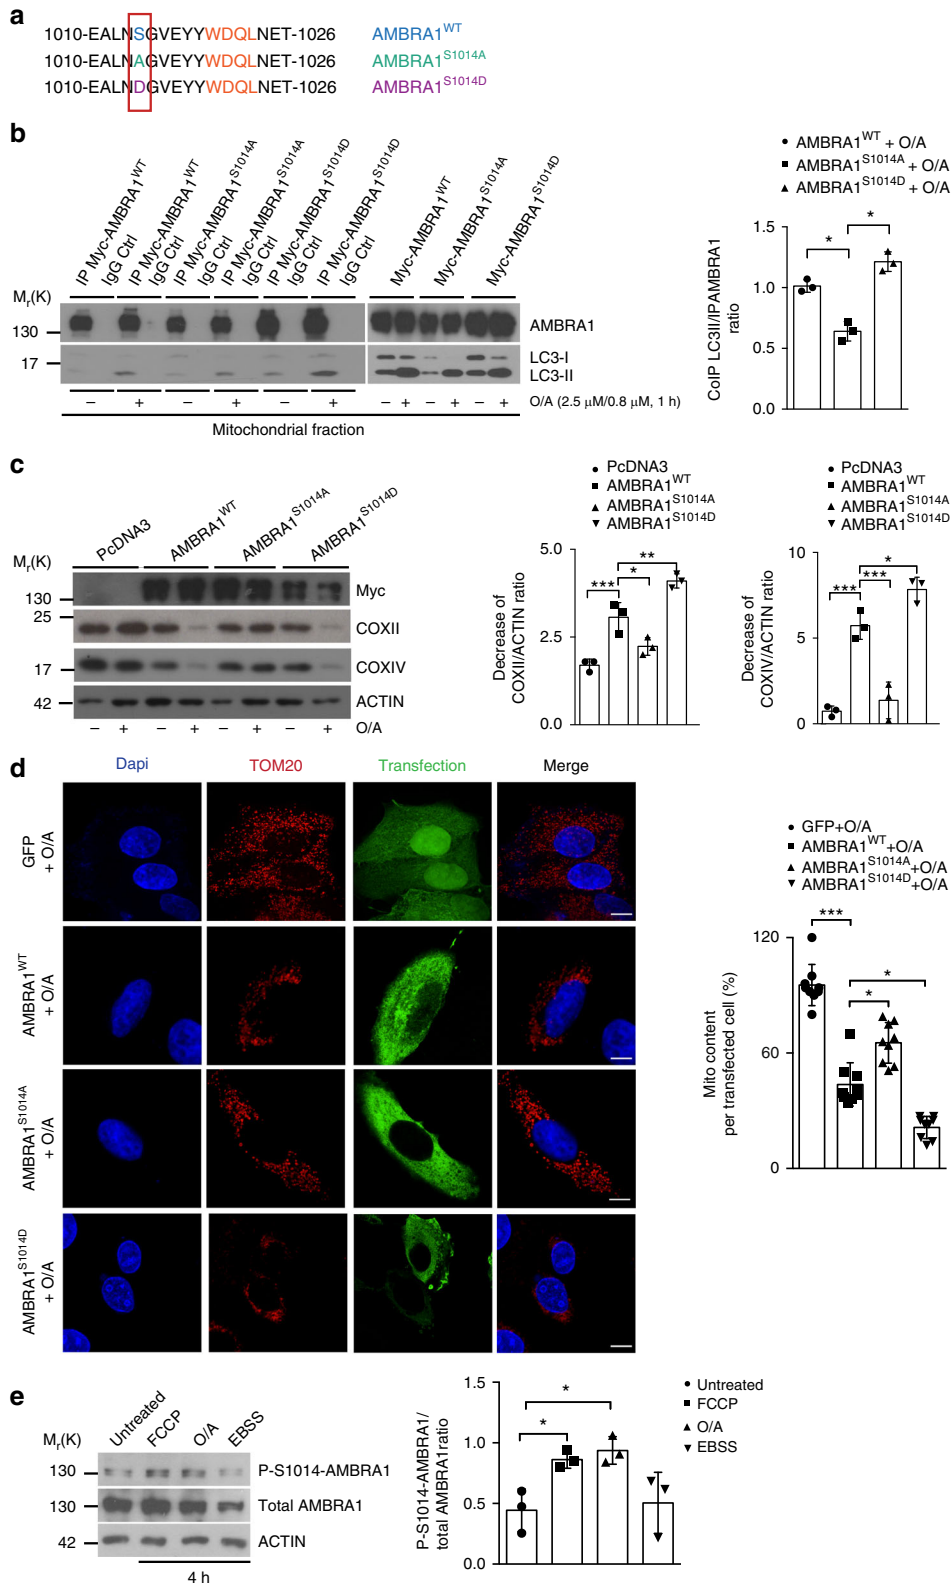 a
1010-EALNSGVEYYWDQLNET-1026 AMBRA1WT
1010-EALNAGVEYYWDQLNET-1026 AMBRA1S1014A
1010-EALNDGVEYYWDQLNET-1026 AMBRA1S1014D
b
IP Myc-AMBRA1WT
IgG Ctrl
IP Myc-AMBRA1WT
IgG Ctrl
IP Myc-AMBRA1S1014A
IgG Ctrl
IP Myc-AMBRA1S1014A
IgG Ctrl
IP Myc-AMBRA1S1014D
IgG Ctrl
IP Myc-AMBRA1S1014D
IgG Ctrl
Myc-AMBRA1WT
Myc-AMBRA1S1014A
Myc-AMBRA1S1014D
Mr(K)
130
17
AMBRA1
LC3-I
LC3-II
– + – + – + – + – + – + O/A (2.5 μM/0.8 μM, 1 h)
Mitochondrial fraction
AMBRA1WT + O/A
AMBRA1S1014A + O/A
AMBRA1S1014D + O/A
* *
1.5
1.0
0.5
0.0
CoIP LC3II/IPAMBRA1
ratio
c
PcDNA3
AMBRA1WT
AMBRA1S1014A
AMBRA1S1014D
Mr(K)
130
25
17
42
Myc
COXII
COXIV
ACTIN
– + – + – + – + O/A
PcDNA3
AMBRA1WT
AMBRA1S1014A
AMBRA1S1014D
5.0
2.5
0.0
Decrease of
COXII/ACTIN ratio
*** * **
PcDNA3
AMBRA1WT
AMBRA1S1014A
AMBRA1S1014D
10
5
0
Decrease of
COXIV/ACTIN ratio
*** *** *
d
Dapi TOM20 Transfection Merge
GFP
+ O/A
AMBRA1WT
+ O/A
AMBRA1S1014A
+ O/A
AMBRA1S1014D
+ O/A
GFP+O/A
AMBRA1WT+O/A
AMBRA1S1014A+O/A
AMBRA1S1014D+O/A
*** * *
120
60
0
Mito content
per transfected cell (%)
e
Untreated
FCCP
O/A
EBSS
Mr(K)
130
130
42
P-S1014-AMBRA1
Total AMBRA1
ACTIN
4 h
1.5
1.0
0.5
0.0
P-S1014-AMBRA1/
total AMBRA1ratio
* *
Untreated
FCCP
O/A
EBSS